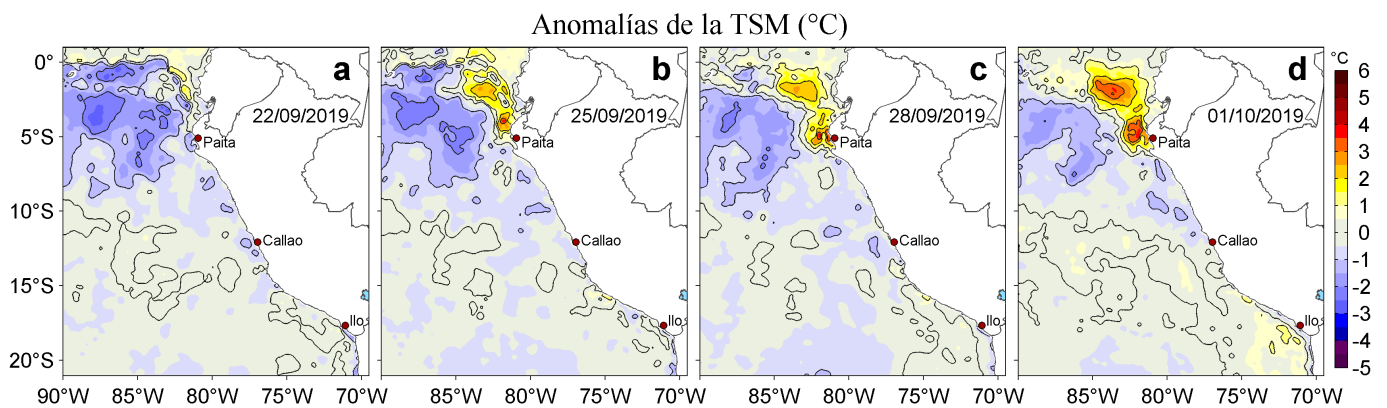 Anomalías de la TSM (°C)
a
22/09/2019
Paita
Callao
Ilo
b
25/09/2019
Paita
Callao
Ilo
c
28/09/2019
Paita
Callao
Ilo
d
01/10/2019
Paita
Callao
Ilo
0°
5°S
10°S
15°S
20°S
90°W 85°W 80°W 75°W 70°W
85°W 80°W 75°W 70°W
85°W 80°W 75°W 70°W
85°W 80°W 75°W 70°W
°C
6
5
4
3
2
1
0
-1
-2
-3
-4
-5